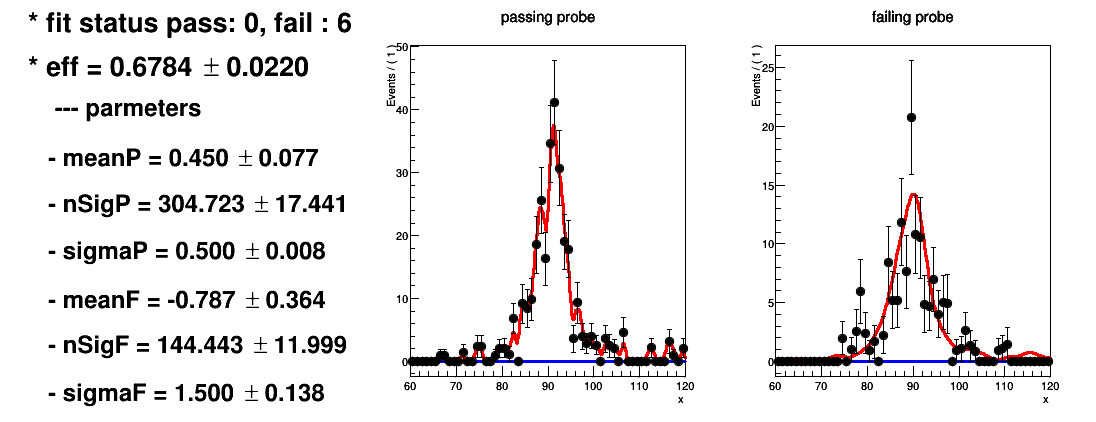 * fit status pass: 0, fail : 6
* eff = 0.6784 ± 0.0220
--- parmeters
- meanP = 0.450 ± 0.077
- nSigP = 304.723 ± 17.441
- sigmaP = 0.500 ± 0.008
- meanF = -0.787 ± 0.364
- nSigF = 144.443 ± 11.999
- sigmaF = 1.500 ± 0.138
passing probe
Events / ( 1 )
50
40
30
20
10
0
60 70 80 90 100 110 120
x
failing probe
Events / ( 1 )
25
20
15
10
5
0
60 70 80 90 100 110 120
x